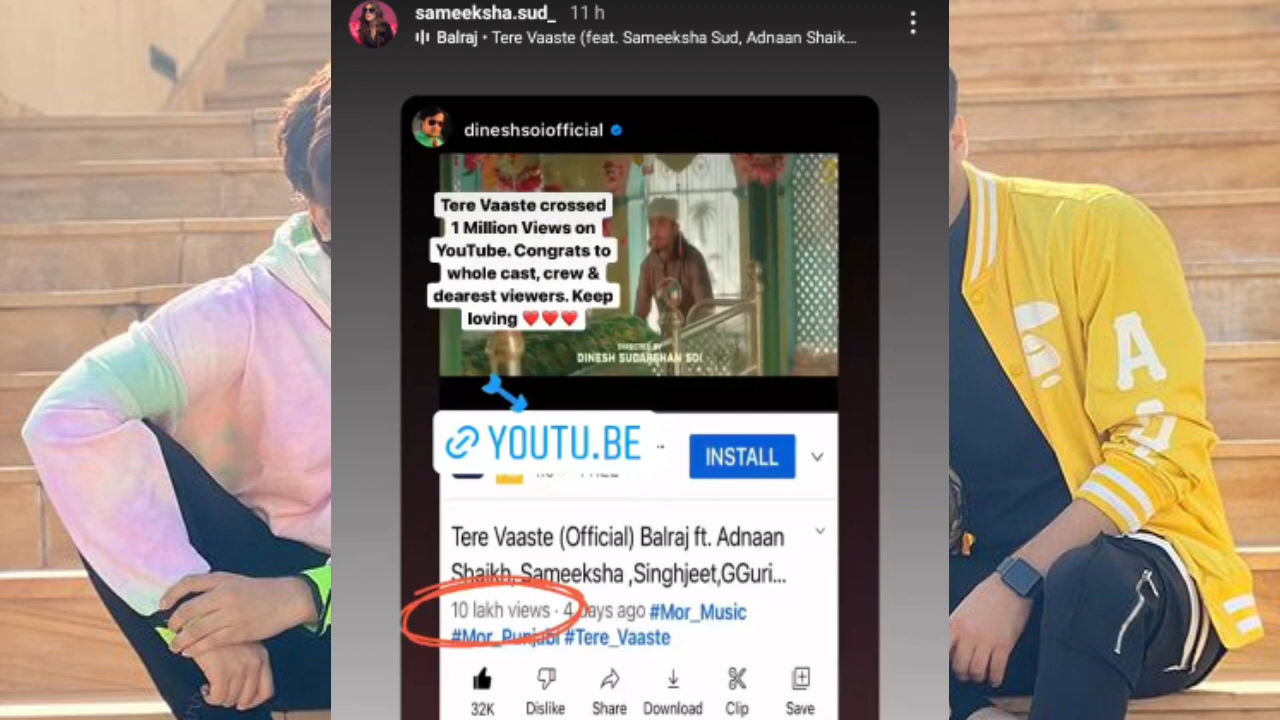 sameeksha.sud_ 11 h
Balraj • Tere Vaaste (feat. Sameeksha Sud, Adnaan Shaik...
dineshsoiofficial
Tere Vaaste crossed
1 Million Views on
YouTube. Congrats to
whole cast, crew &
dearest viewers. Keep
loving ❤️❤️❤️
DIRECTED BY
DINESH SUDARSHAN SOI
YOUTU.BE
INSTALL
Tere Vaaste (Official) Balraj ft. Adnaan
Shaikh, Sameeksha ,Singhjeet,GGuri...
10 lakh views · 4 days ago #Mor_Music
#Mor_Punjabi #Tere_Vaaste
32K Dislike Share Download Clip Save
A